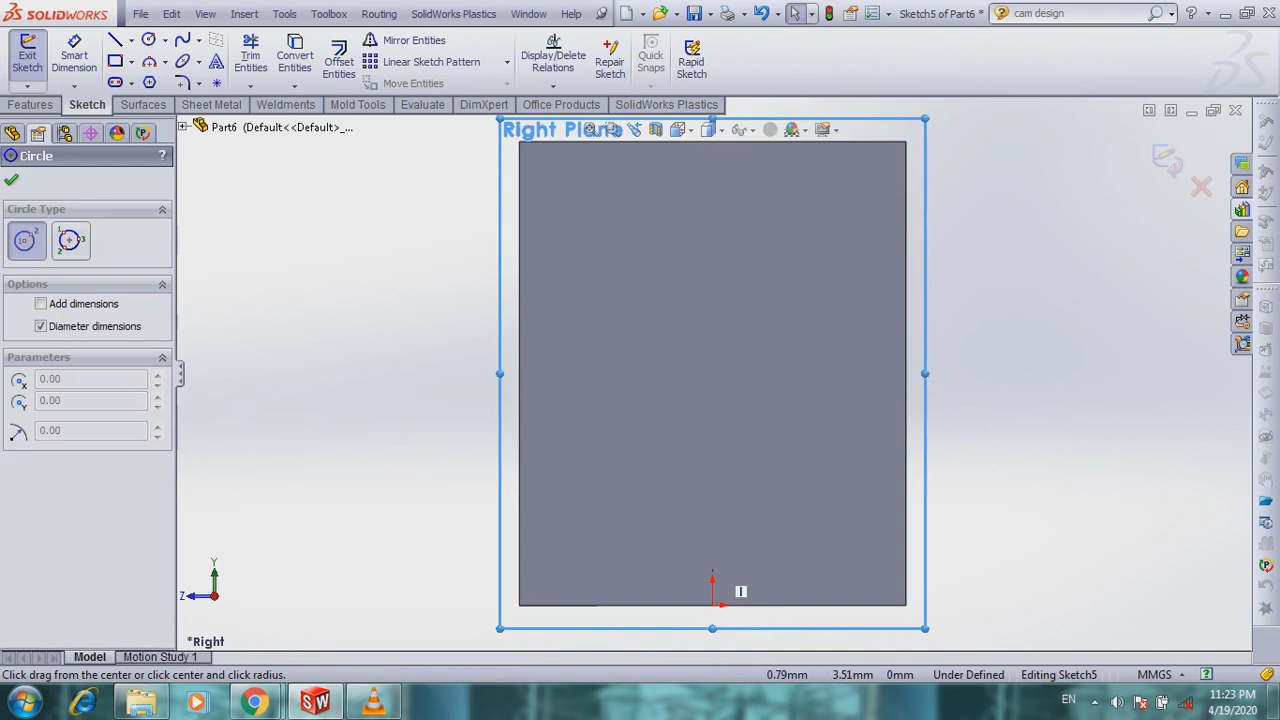 SOLIDWORKS File Edit View Insert Tools Toolbox Routing SolidWorks Plastics Window Help Sketch5 of Part6 * cam design
Exit Sketch
Smart Dimension
Trim Entities
Convert Entities
Offset Entities
Mirror Entities
Linear Sketch Pattern
Move Entities
Display/Delete Relations
Repair Sketch
Quick Snaps
Rapid Sketch
Features Sketch Surfaces Sheet Metal Weldments Mold Tools Evaluate DimXpert Office Products SolidWorks Plastics
Part6 (Default<<Default>_...
Right Plane
Circle
Circle Type
Options
Add dimensions
Diameter dimensions
Parameters
0.00
0.00
0.00
Y
Z
*Right
Model Motion Study 1
Click drag from the center or click center and click radius. 0.79mm 3.51mm 0mm Under Defined Editing Sketch5 MMGS
EN 11:23 PM
4/19/2020